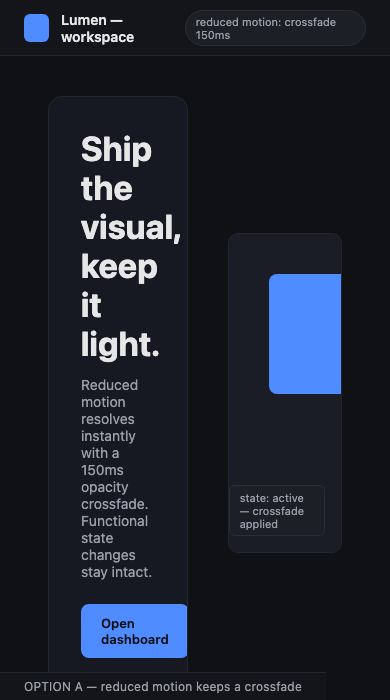 Lumen —
workspace
reduced motion: crossfade
150ms
Ship
the
visual,
keep
it
light.
Reduced
motion
resolves
instantly
with a
150ms
opacity
crossfade.
Functional
state
changes
stay intact.
Open
dashboard
state: active
— crossfade
applied
OPTION A — reduced motion keeps a crossfade